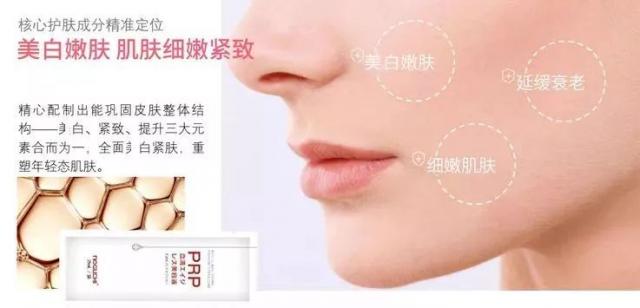 核心护肤成分精准定位
美白嫩肤 肌肤细嫩紧致
精心配制出能巩固皮肤整体结
构——美白、紧致、提升三大元
素合而为一，全面美白紧肤，重
塑年轻态肌肤。
美白嫩肤
延缓衰老
细嫩肌肤
PRP
noguchi